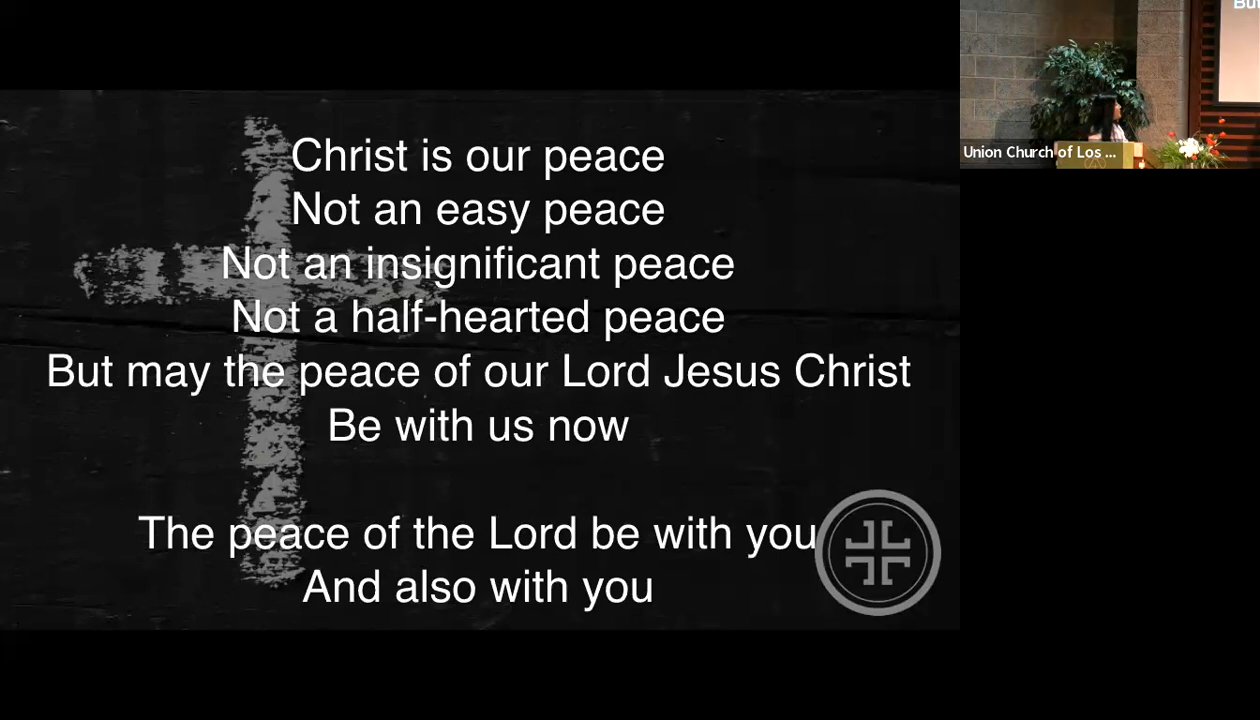 Christ is our peace
Not an easy peace
Not an insignificant peace
Not a half-hearted peace
But may the peace of our Lord Jesus Christ
Be with us now
The peace of the Lord be with you
And also with you
Union Church of Los ...